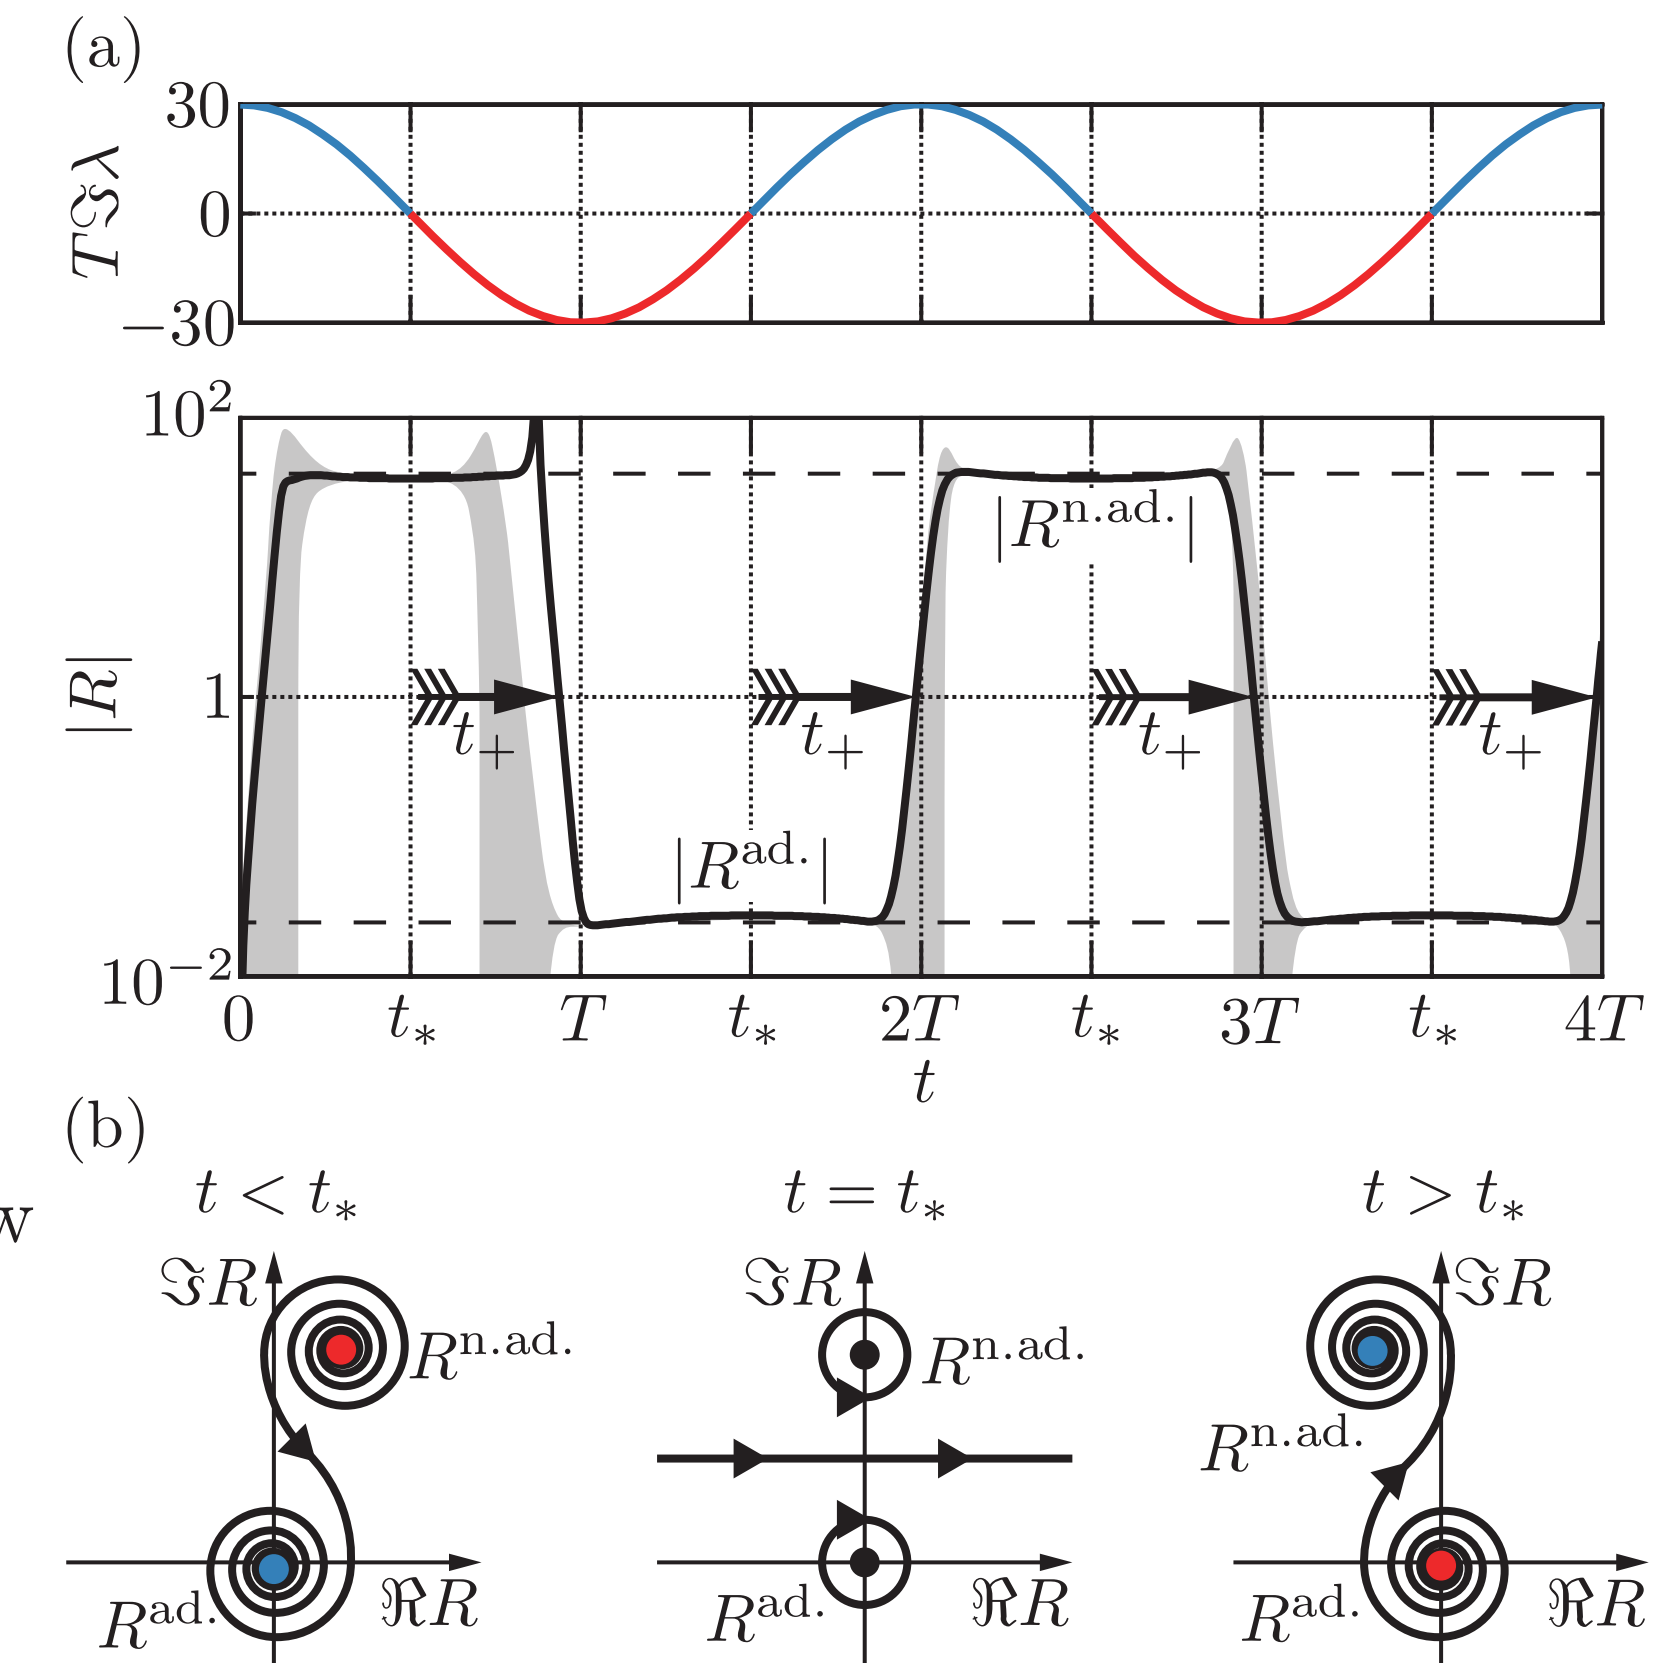 (a)
30
0
−30
Tℑλ
10²
1
10⁻²
|R|
|Rⁿ·ᵃᵈ·|
t₊ t₊ t₊ t₊
|Rᵃᵈ·|
0 t∗ T t∗ 2T t∗ 3T t∗ 4T
t
(b)
w
t < t∗ t = t∗ t > t∗
ℑR ℑR ℑR
Rⁿ·ᵃᵈ· Rⁿ·ᵃᵈ· Rⁿ·ᵃᵈ·
Rᵃᵈ· ℜR Rᵃᵈ· ℜR Rᵃᵈ· ℜR